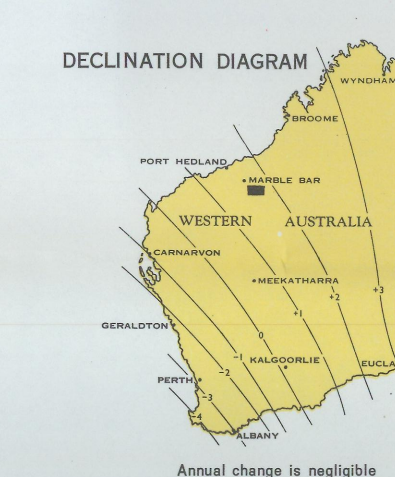 DECLINATION DIAGRAM
WYNDHAM
BROOME
PORT HEDLAND
MARBLE BAR
WESTERN AUSTRALIA
CARNARVON
MEEKATHARRA
+3
+2
+1
GERALDTON
0
-1
KALGOORLIE
EUCLA
-2
PERTH
-3
-4
ALBANY
Annual change is negligible